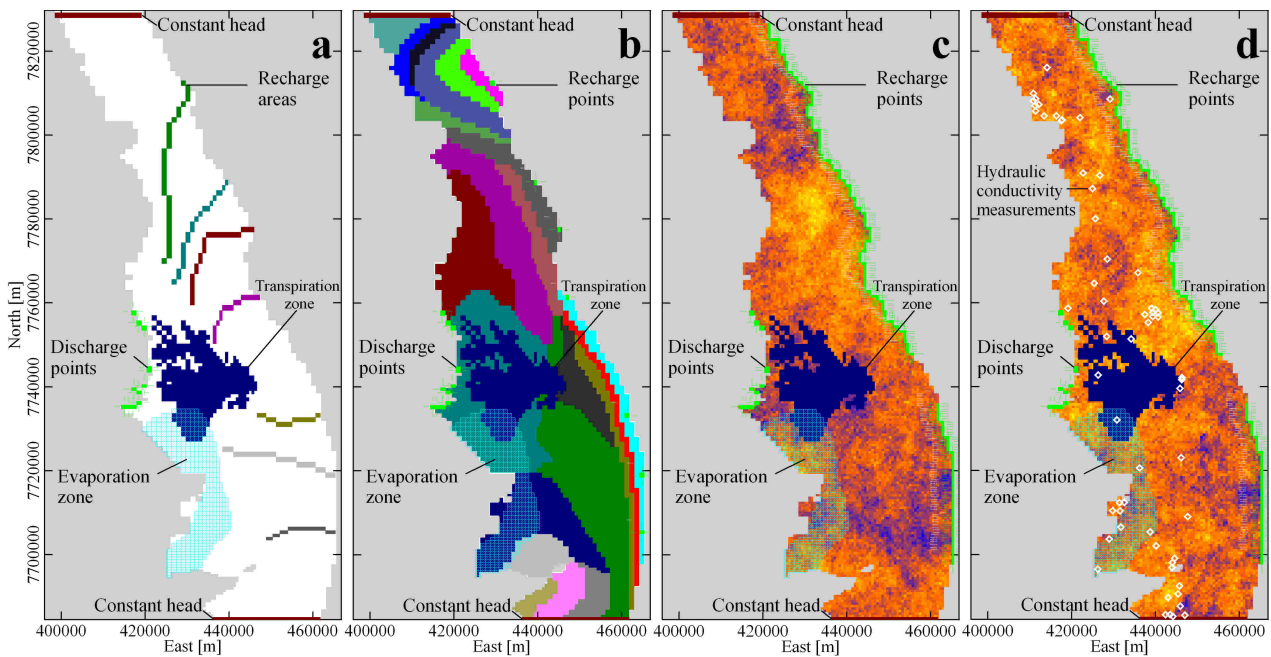 a
Constant head
Recharge
areas
Transpiration
zone
Discharge
points
Evaporation
zone
Constant head
b
Constant head
Recharge
points
Transpiration
zone
Discharge
points
Evaporation
zone
Constant head
c
Constant head
Recharge
points
Transpiration
zone
Discharge
points
Evaporation
zone
Constant head
d
Constant head
Recharge
points
Hydraulic
conductivity
measurements
Transpiration
zone
Discharge
points
Evaporation
zone
Constant head
North [m]
7820000
7800000
7780000
7760000
7740000
7720000
7700000
400000 420000 440000 460000
East [m]
400000 420000 440000 460000
East [m]
400000 420000 440000 460000
East [m]
400000 420000 440000 460000
East [m]